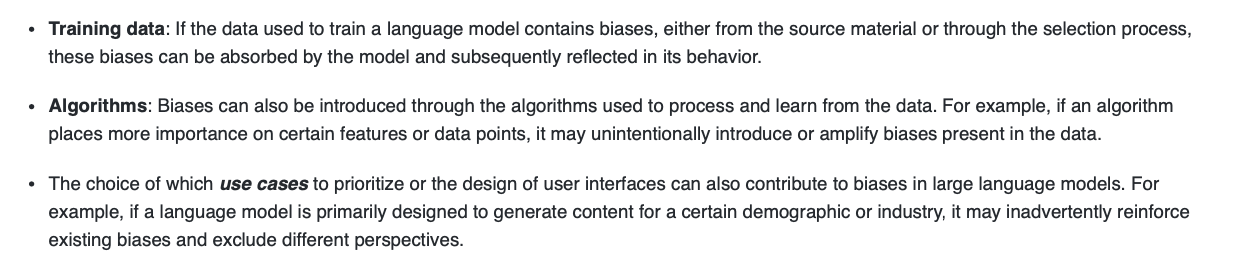 • Training data: If the data used to train a language model contains biases, either from the source material or through the selection process,
these biases can be absorbed by the model and subsequently reflected in its behavior.
• Algorithms: Biases can also be introduced through the algorithms used to process and learn from the data. For example, if an algorithm
places more importance on certain features or data points, it may unintentionally introduce or amplify biases present in the data.
• The choice of which use cases to prioritize or the design of user interfaces can also contribute to biases in large language models. For
example, if a language model is primarily designed to generate content for a certain demographic or industry, it may inadvertently reinforce
existing biases and exclude different perspectives.